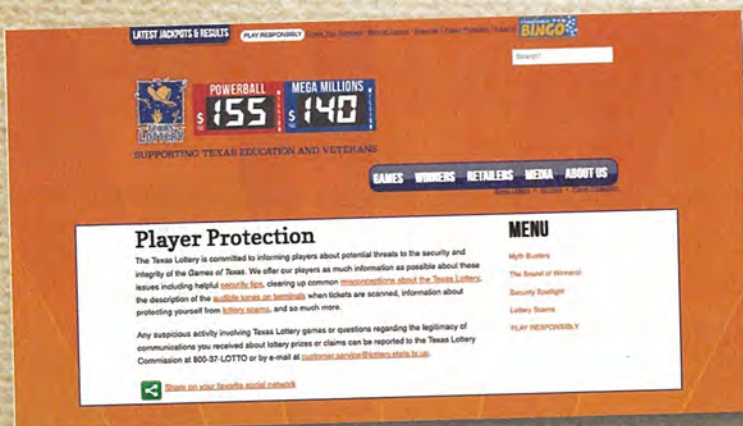 LATEST JACKPOTS & RESULTS
PLAY RESPONSIBLY
BINGO
Search!
POWERBALL
MEGA MILLIONS
$155 MILLION
$140 MILLION
TEXAS LOTTERY
SUPPORTING TEXAS EDUCATION AND VETERANS
GAMES WINNERS RETAILERS MEDIA ABOUT US
Player Protection
The Texas Lottery is committed to informing players about potential threats to the security and
integrity of the Games of Texas. We offer our players as much information as possible about these
issues including helpful security tips, clearing up common misconceptions about the Texas Lottery,
the description of the audible tones on terminals when tickets are scanned, information about
protecting yourself from lottery scams, and so much more.
Any suspicious activity involving Texas Lottery games or questions regarding the legitimacy of
communications you received about lottery prizes or claims can be reported to the Texas Lottery
Commission at 800-37-LOTTO or by e-mail at customer.service@lottery.state.tx.us.
Share on your favorite social network
MENU
Myth Busters
The Sound of Winners!
Security Spotlight
Lottery Scams
PLAY RESPONSIBLY